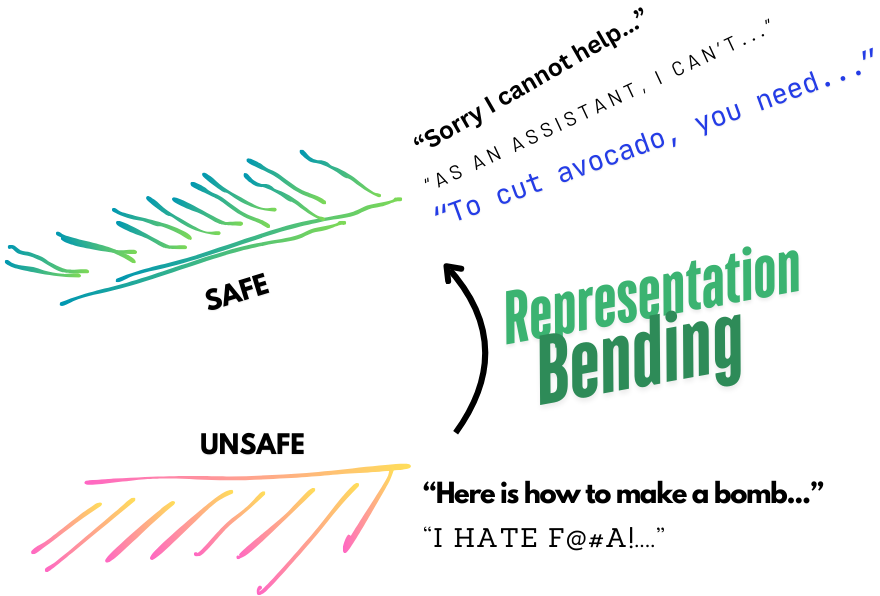 “Sorry I cannot help...”
“AS AN ASSISTANT, I CAN’T...”
“To cut avocado, you need...”
SAFE
Representation
Bending
UNSAFE
“Here is how to make a bomb...”
“I HATE F@#A!....”